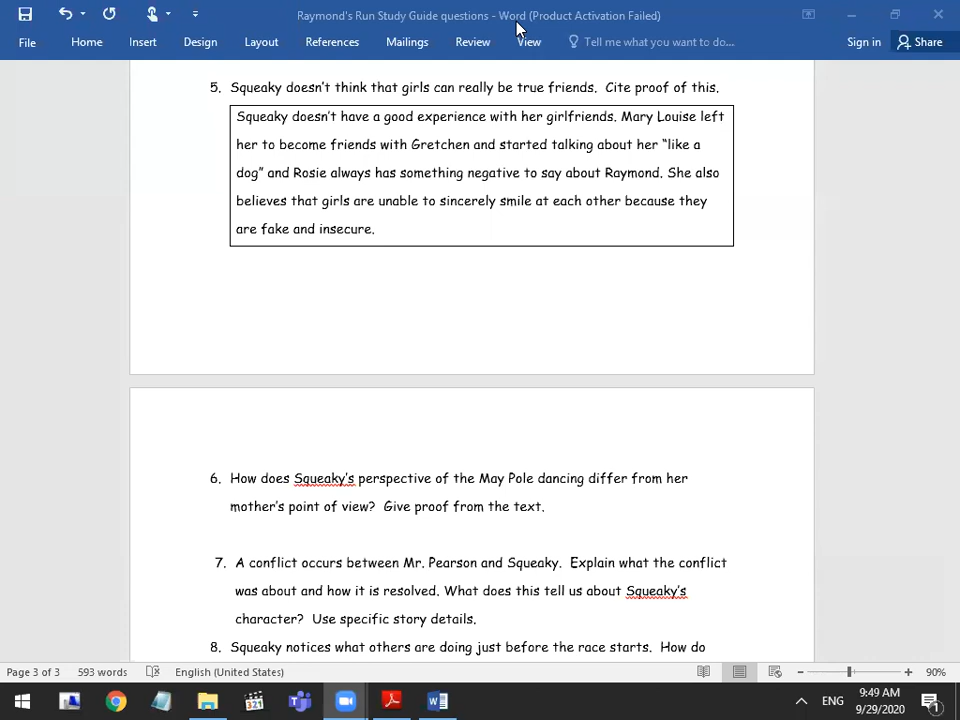 Raymond's Run Study Guide questions - Word (Product Activation Failed)
File Home Insert Design Layout References Mailings Review View Tell me what you want to do... Sign in Share
5. Squeaky doesn't think that girls can really be true friends. Cite proof of this.
Squeaky doesn't have a good experience with her girlfriends. Mary Louise left
her to become friends with Gretchen and started talking about her “like a
dog” and Rosie always has something negative to say about Raymond. She also
believes that girls are unable to sincerely smile at each other because they
are fake and insecure.
6. How does Squeaky's perspective of the May Pole dancing differ from her
mother's point of view? Give proof from the text.
7. A conflict occurs between Mr. Pearson and Squeaky. Explain what the conflict
was about and how it is resolved. What does this tell us about Squeaky's
character? Use specific story details.
8. Squeaky notices what others are doing just before the race starts. How do
Page 3 of 3 593 words English (United States) 90%
321 ENG 9:49 AM
9/29/2020 1